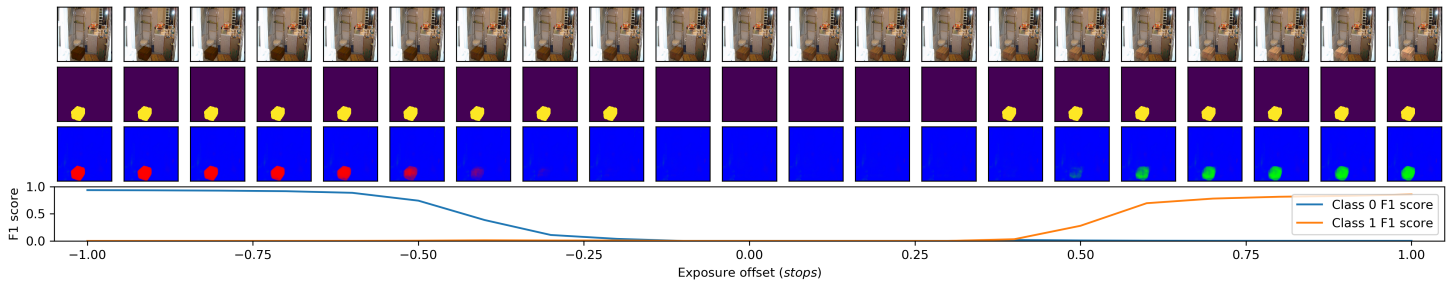 1.0
0.5
0.0
F1 score
Class 0 F1 score
Class 1 F1 score
−1.00 −0.75 −0.50 −0.25 0.00 0.25 0.50 0.75 1.00
Exposure offset (stops)